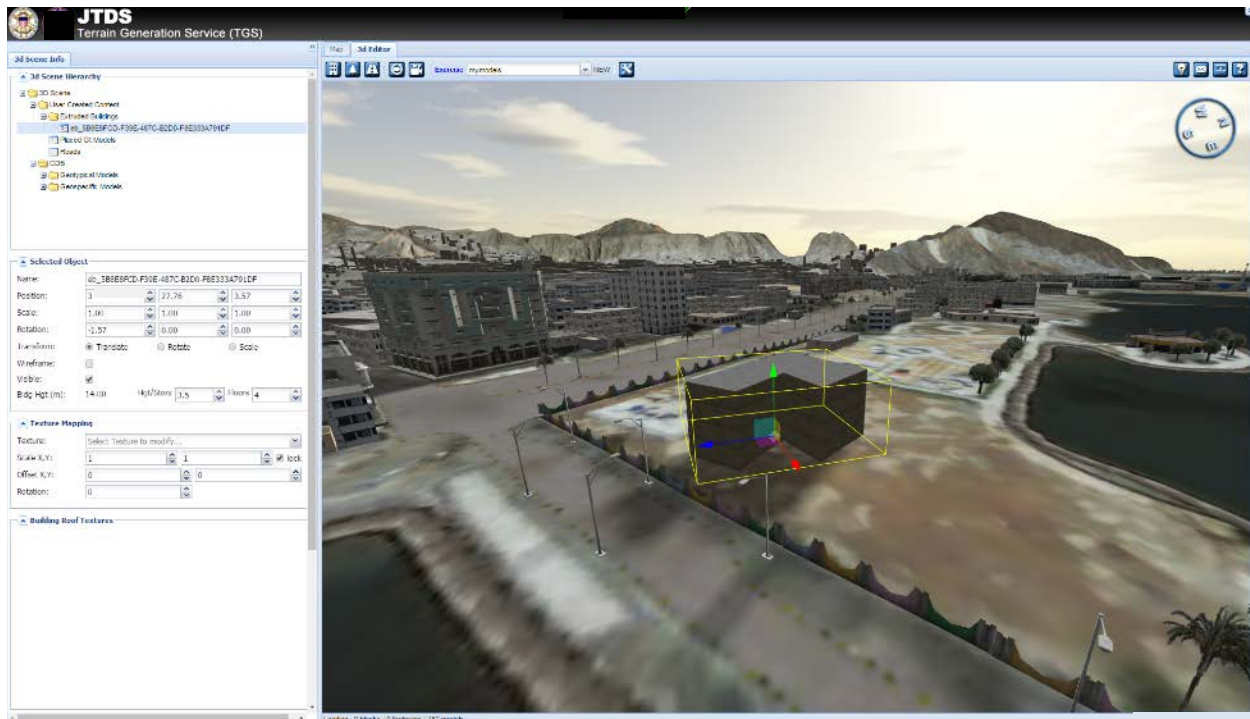 JTDS
Terrain Generation Service (TGS)
3d Scene Info
3d Scene Hierarchy
3D Scene
User Created Content
Extruded Buildings
Placed Gt Models
Roads
CDB
Geotypical Models
Geospecific Models
Selected Object
Name:
Position: 3 27.76 3.57
Scale: 1.00 1.00 1.00
Rotation: -1.57 0.00 0.00
Transform: Translate Rotate Scale
Wireframe:
Visible:
Bldg Hgt (m): 14.00 Hgt/Story 3.5 Floors 4
Texture Mapping
Texture: Select Texture to modify...
Scale X,Y: 1 1 lock
Offset X,Y: 0 0
Rotation: 0
Building Roof Textures
Map 3d Editor
Exercise mymodels NEW